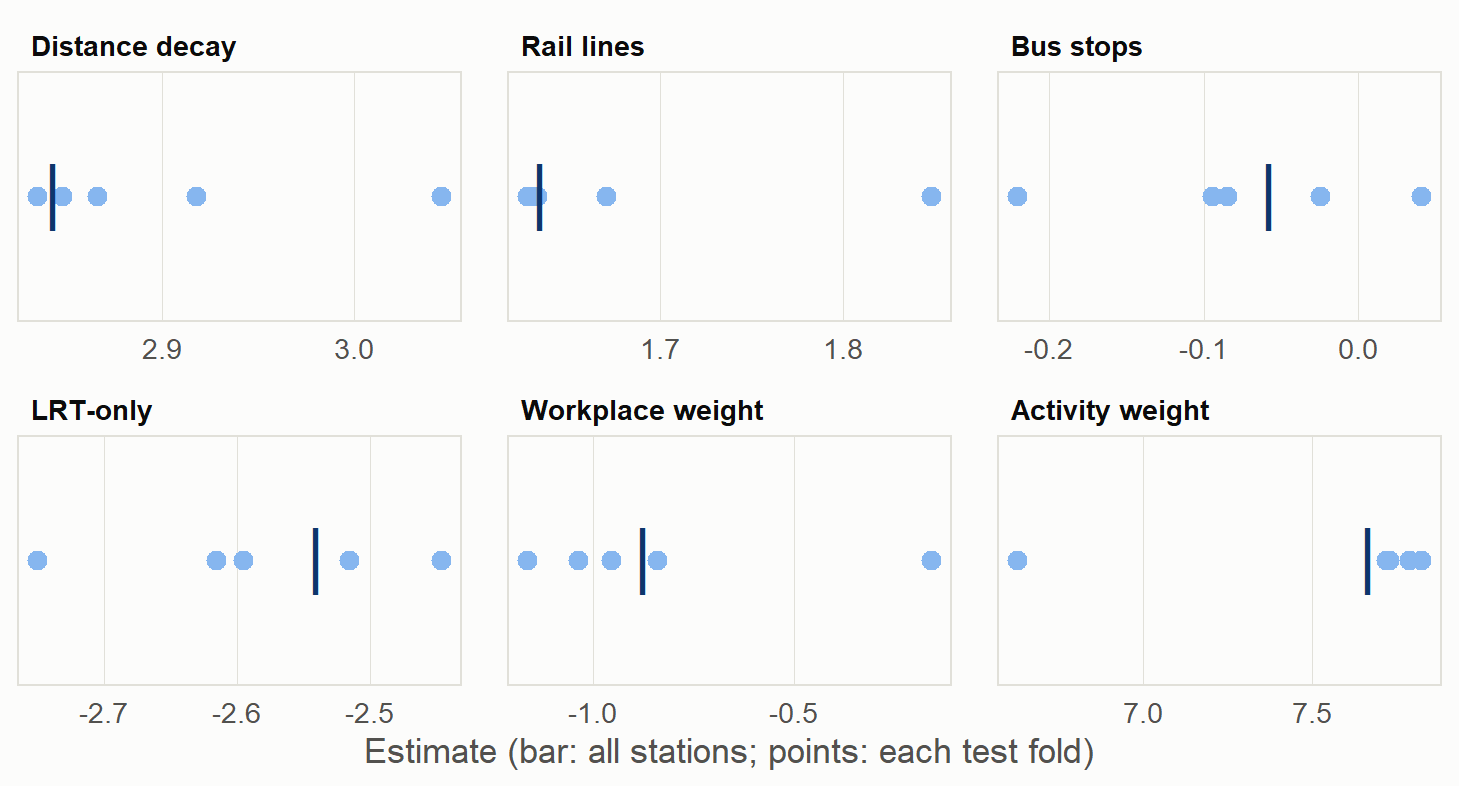 Distance decay
Rail lines
Bus stops
2.9 3.0
1.7 1.8
-0.2 -0.1 0.0
LRT-only
Workplace weight
Activity weight
-2.7 -2.6 -2.5
-1.0 -0.5
7.0 7.5
Estimate (bar: all stations; points: each test fold)